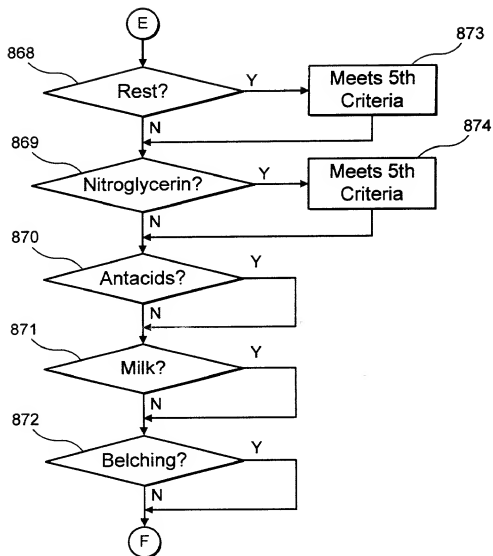 E
868
873
Rest?
Y
Meets 5th
Criteria
N
869
874
Nitroglycerin?
Y
Meets 5th
Criteria
N
870
Antacids?
Y
N
871
Milk?
Y
N
872
Belching?
Y
N
F